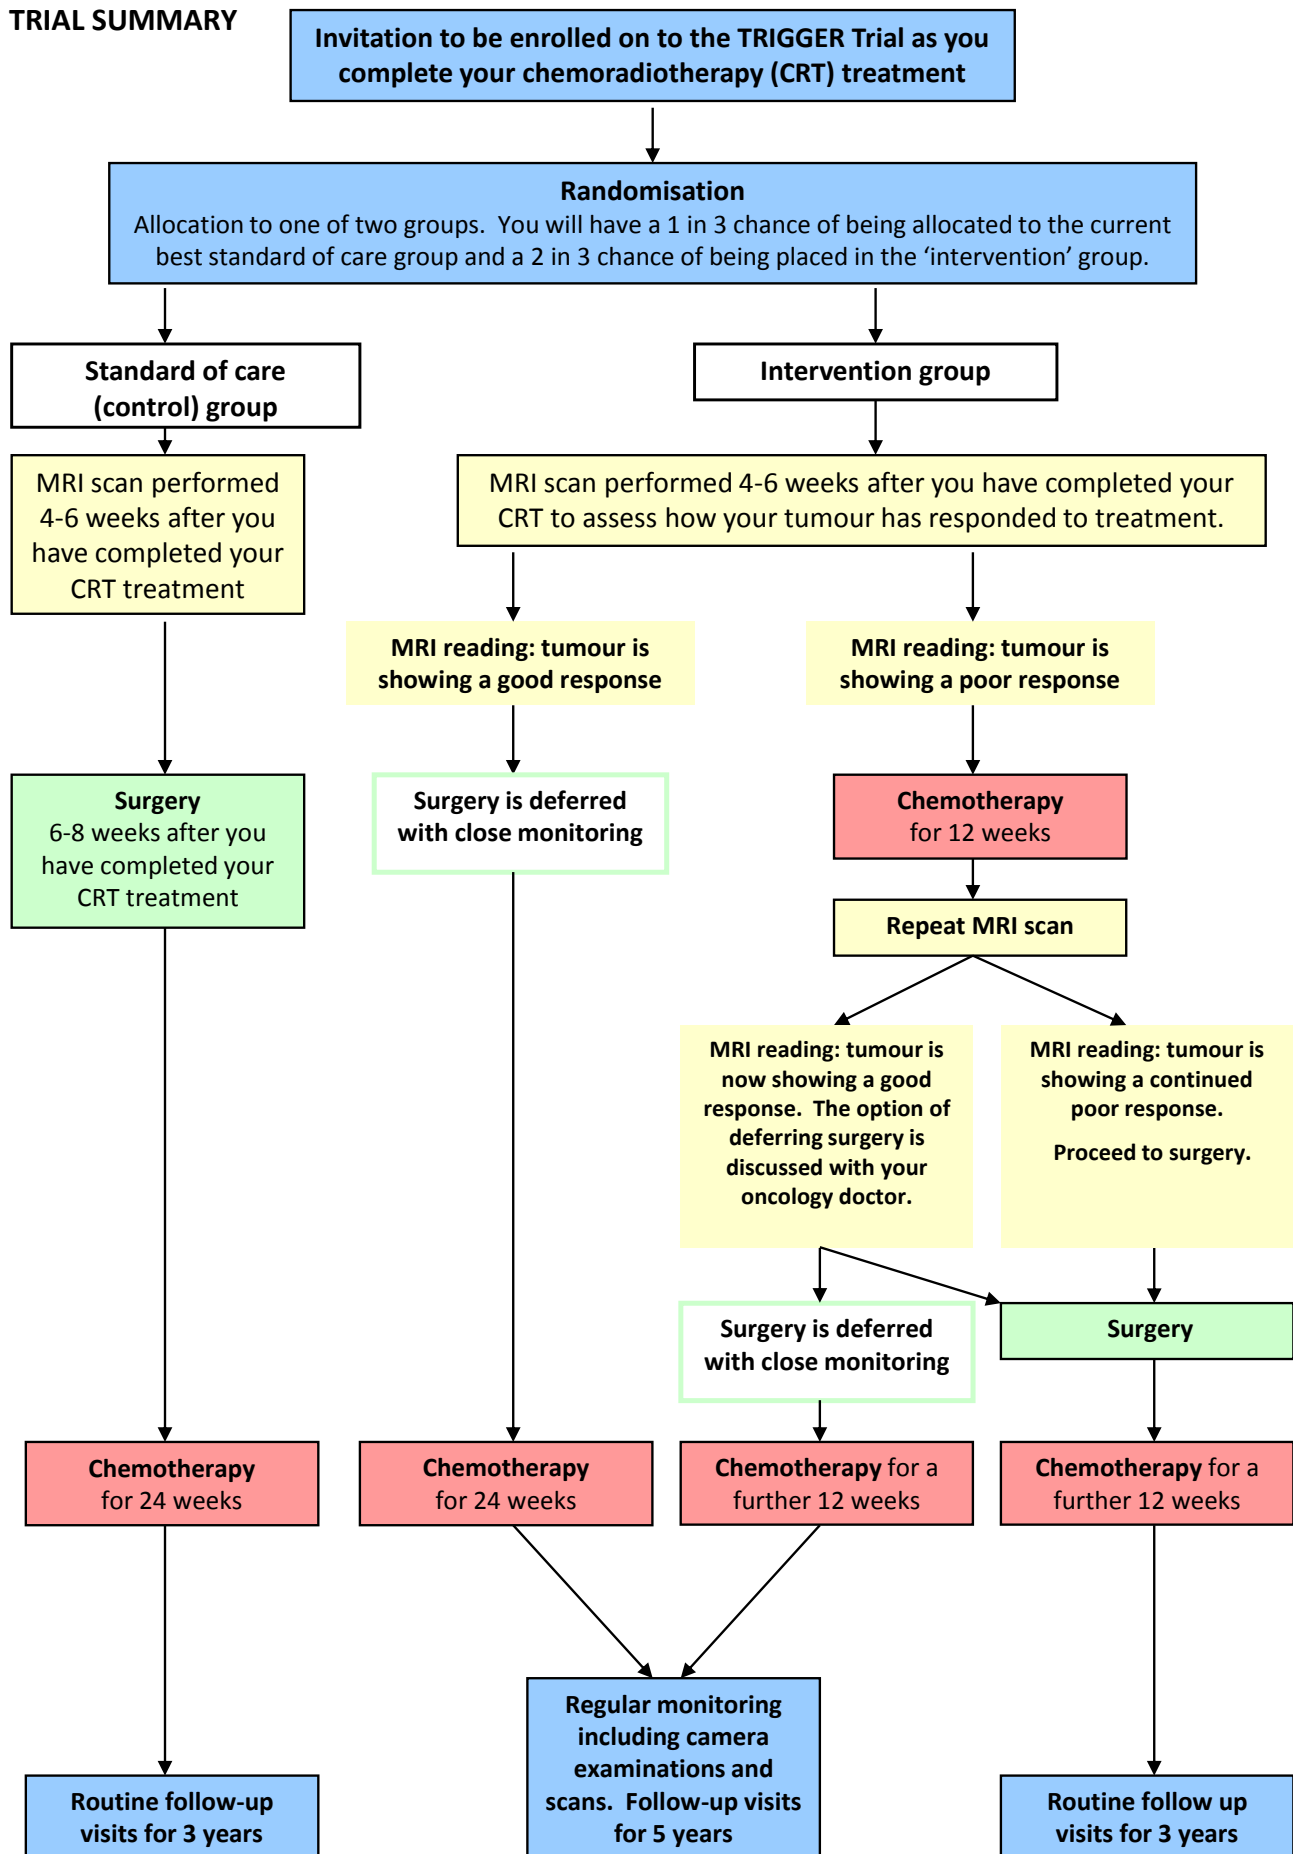 TRIAL SUMMARY
Invitation to be enrolled on to the TRIGGER Trial as you
complete your chemoradiotherapy (CRT) treatment
Randomisation
Allocation to one of two groups.  You will have a 1 in 3 chance of being allocated to the current
best standard of care group and a 2 in 3 chance of being placed in the ‘intervention’ group.
Standard of care
(control) group
Intervention group
MRI scan performed
4-6 weeks after you
have completed your
CRT treatment
MRI scan performed 4-6 weeks after you have completed your
CRT to assess how your tumour has responded to treatment.
MRI reading: tumour is
showing a good response
MRI reading: tumour is
showing a poor response
Surgery
6-8 weeks after you
have completed your
CRT treatment
Surgery is deferred
with close monitoring
Chemotherapy
for 12 weeks
Repeat MRI scan
MRI reading: tumour is
now showing a good
response.  The option of
deferring surgery is
discussed with your
oncology doctor.
MRI reading: tumour is
showing a continued
poor response.
Proceed to surgery.
Surgery is deferred
with close monitoring
Surgery
Chemotherapy
for 24 weeks
Chemotherapy
for 24 weeks
Chemotherapy for a
further 12 weeks
Chemotherapy for a
further 12 weeks
Routine follow-up
visits for 3 years
Regular monitoring
including camera
examinations and
scans.  Follow-up visits
for 5 years
Routine follow up
visits for 3 years